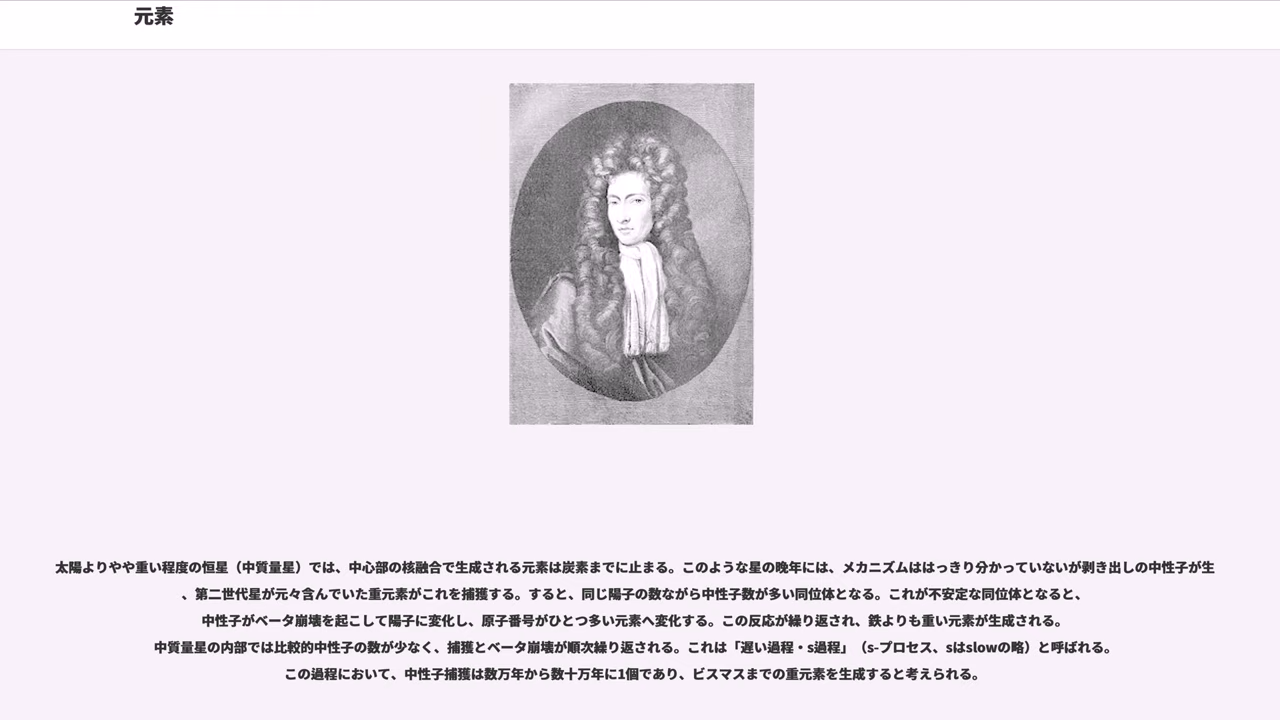 元素
太陽よりやや重い程度の恒星（中質量星）では、中心部の核融合で生成される元素は炭素までに止まる。このような星の晩年には、メカニズムははっきり分かっていないが剥き出しの中性子が生
、第二世代星が元々含んでいた重元素がこれを捕獲する。すると、同じ陽子の数ながら中性子数が多い同位体となる。これが不安定な同位体となると、
中性子がベータ崩壊を起こして陽子に変化し、原子番号がひとつ多い元素へ変化する。この反応が繰り返され、鉄よりも重い元素が生成される。
中質量星の内部では比較的中性子の数が少なく、捕獲とベータ崩壊が順次繰り返される。これは「遅い過程・s過程」（s-プロセス、sはslowの略）と呼ばれる。
この過程において、中性子捕獲は数万年から数十万年に1個であり、ビスマスまでの重元素を生成すると考えられる。